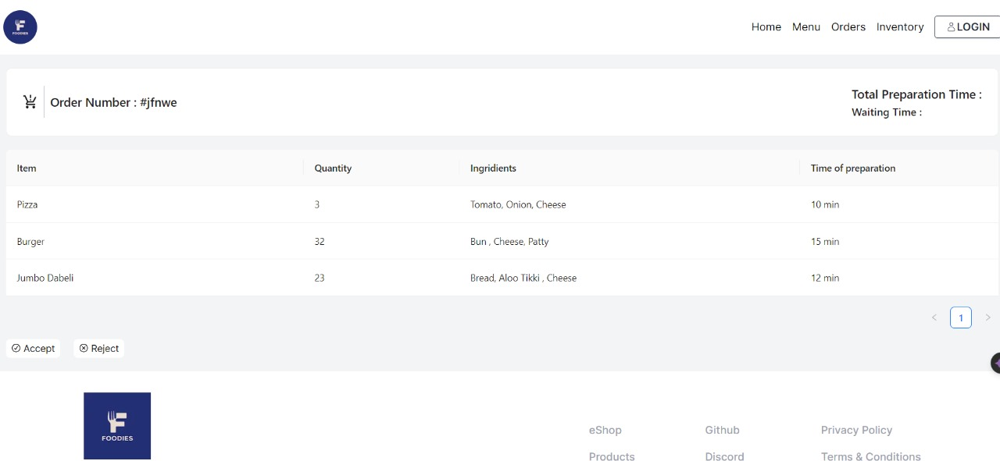 FOODIES
Home Menu Orders Inventory LOGIN
Order Number : #jfnwe
Total Preparation Time :
Waiting Time :
Item Quantity Ingridients Time of preparation
Pizza 3 Tomato, Onion, Cheese 10 min
Burger 32 Bun , Cheese, Patty 15 min
Jumbo Dabeli 23 Bread, Aloo Tikki , Cheese 12 min
< 1 >
Accept Reject
F
FOODIES
eShop Github Privacy Policy
Products Discord Terms & Conditions